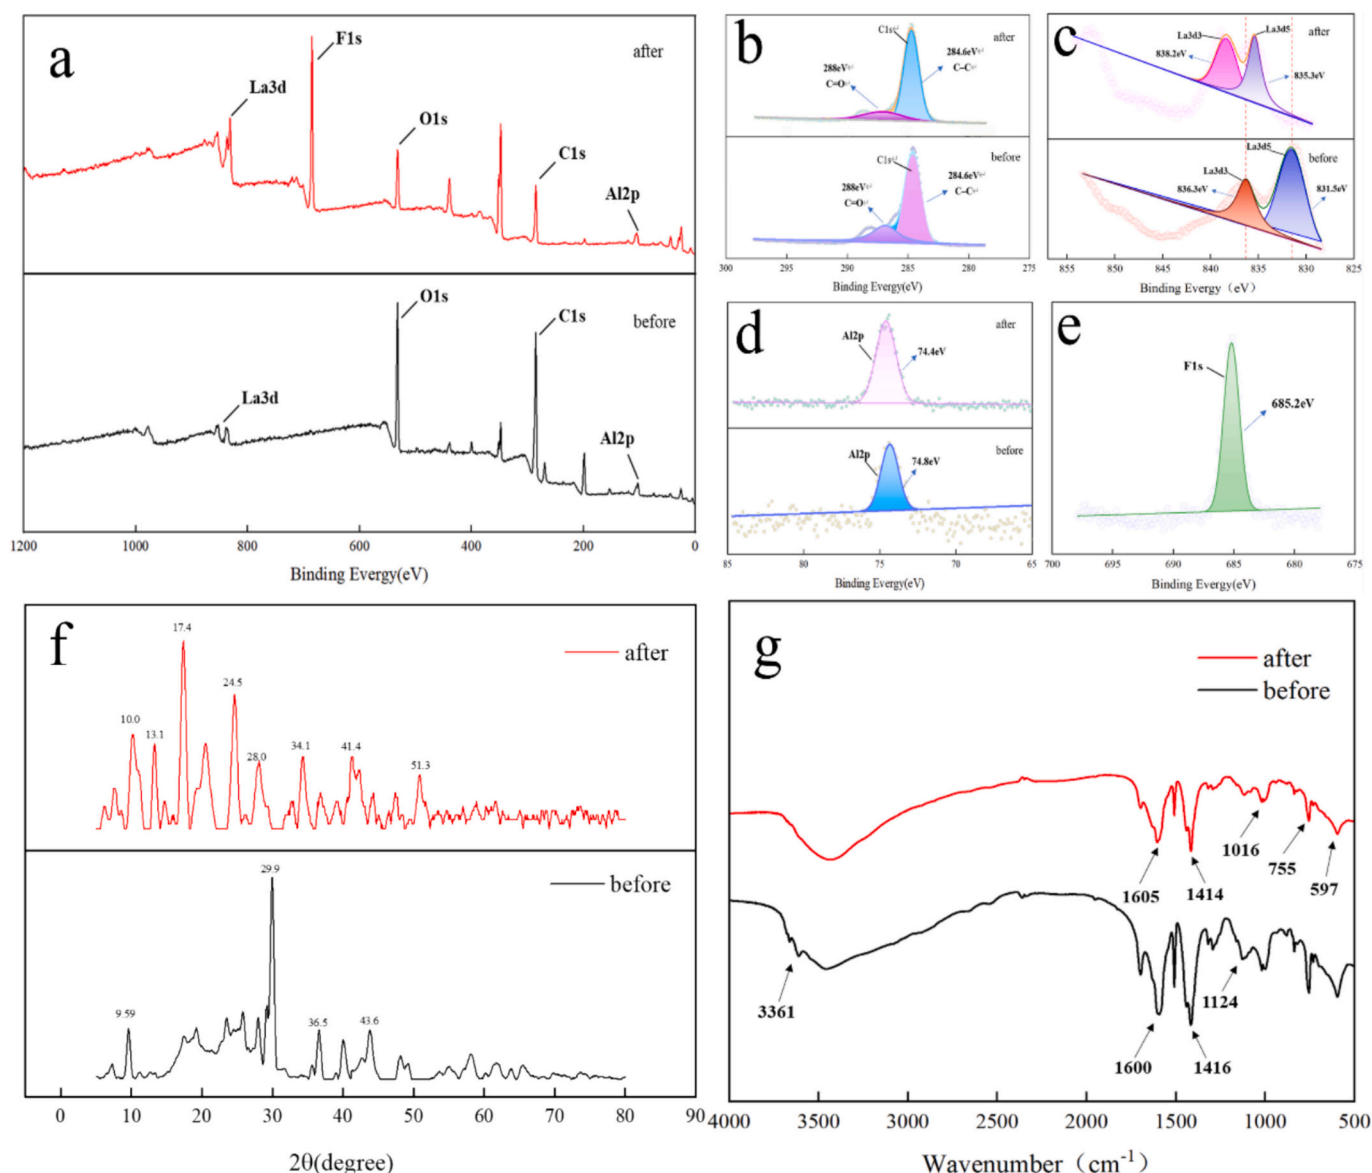 a
after
F1s
La3d
O1s
C1s
Al2p
before
O1s
C1s
La3d
Al2p
1200
1000
800
600
400
200
0
Binding Evergy(eV)
b
after
C1s
284.6eV
C-C
288eV
C=O
before
C1s
284.6eV
C-C
288eV
C=O
300
295
290
285
280
275
Binding Evergy(eV)
c
after
La3d3
La3d5
838.2eV
835.3eV
La3d5
before
La3d3
836.3eV
831.5eV
855
850
845
840
835
830
825
Binding Evergy（eV）
d
after
Al2p
74.4eV
before
Al2p
74.8eV
85
80
75
70
65
Binding Evergy(eV)
e
F1s
685.2eV
700
695
690
685
680
675
Binding Evergy(eV)
f
after
17.4
24.5
10.0
13.1
28.0
34.1
41.4
51.3
before
29.9
9.59
36.5
43.6
0
10
20
30
40
50
60
70
80
90
2θ(degree)
g
after
before
1605
1414
1016
755
597
3361
1600
1416
1124
4000
3500
3000
2500
2000
1500
1000
500
Wavenumber（cm-1）